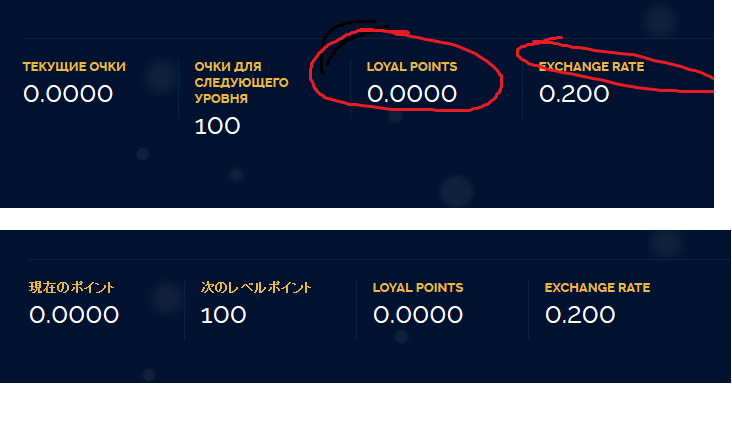 ТЕКУЩИЕ ОЧКИ
0.0000
ОЧКИ ДЛЯ
СЛЕДУЮЩЕГО
УРОВНЯ
100
LOYAL POINTS
0.0000
EXCHANGE RATE
0.200
現在のポイント
0.0000
次のレベルポイント
100
LOYAL POINTS
0.0000
EXCHANGE RATE
0.200